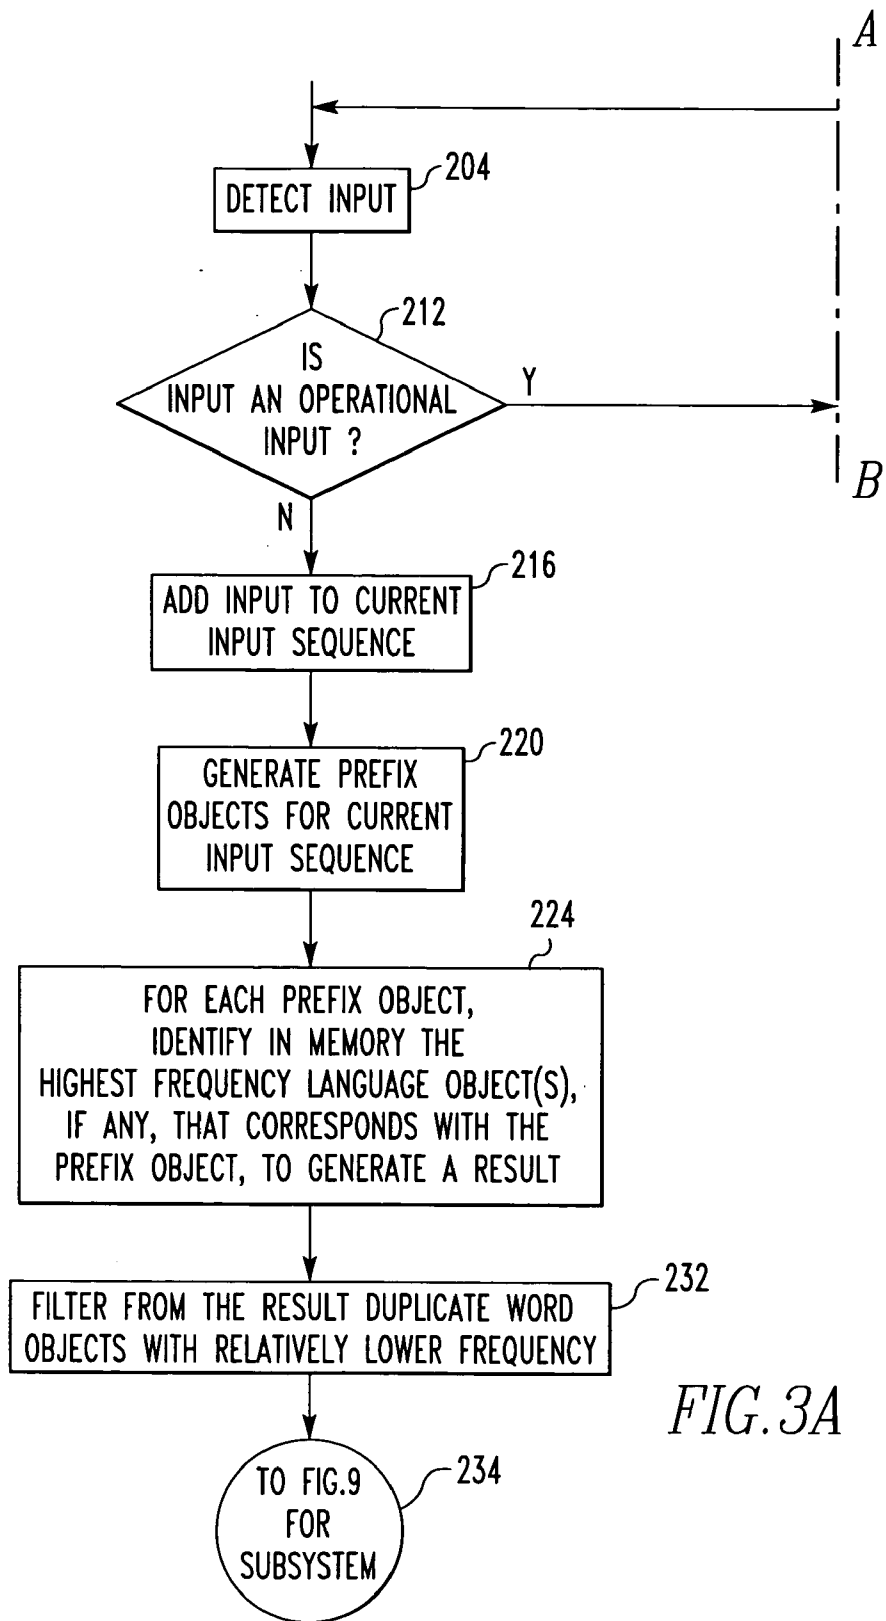 A
204
DETECT INPUT
212
IS
INPUT AN OPERATIONAL
INPUT ?
Y
B
N
216
ADD INPUT TO CURRENT
INPUT SEQUENCE
220
GENERATE PREFIX
OBJECTS FOR CURRENT
INPUT SEQUENCE
224
FOR EACH PREFIX OBJECT,
IDENTIFY IN MEMORY THE
HIGHEST FREQUENCY LANGUAGE OBJECT(S),
IF ANY, THAT CORRESPONDS WITH THE
PREFIX OBJECT, TO GENERATE A RESULT
232
FILTER FROM THE RESULT DUPLICATE WORD
OBJECTS WITH RELATIVELY LOWER FREQUENCY
FIG.3A
234
TO FIG.9
FOR
SUBSYSTEM